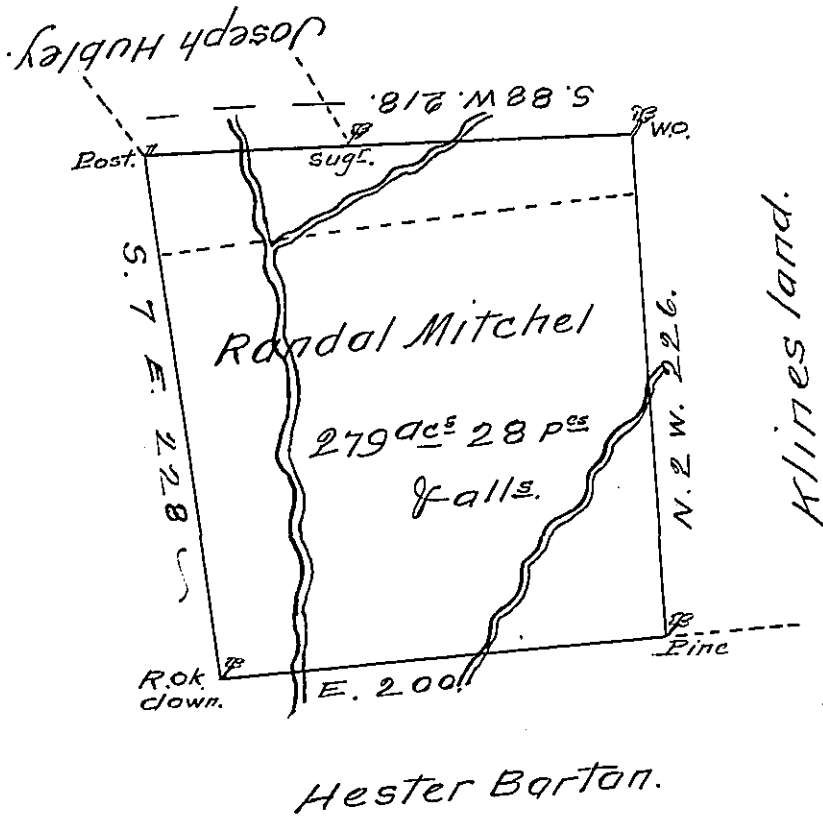 Joseph Hubley.
S. 88 W. 218.
Post.
Sugr.
W.O.
S. 7 E. 228
Randal Mitchel
279 acs 28 pcs
& alls.
N. 2 W. 226.
Klines land.
Pine
R.ok
down.
E. 200.
Hester Bartan.